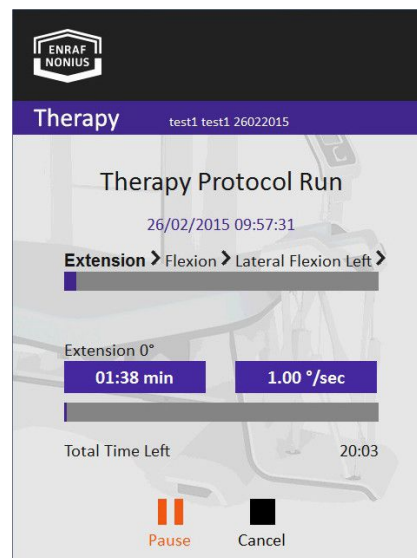 ENRAF
NONIUS
Therapy test1 test1 26022015
Therapy Protocol Run
26/02/2015 09:57:31
Extension > Flexion > Lateral Flexion Left >
Extension 0°
01:38 min 1.00 °/sec
Total Time Left 20:03
Pause Cancel